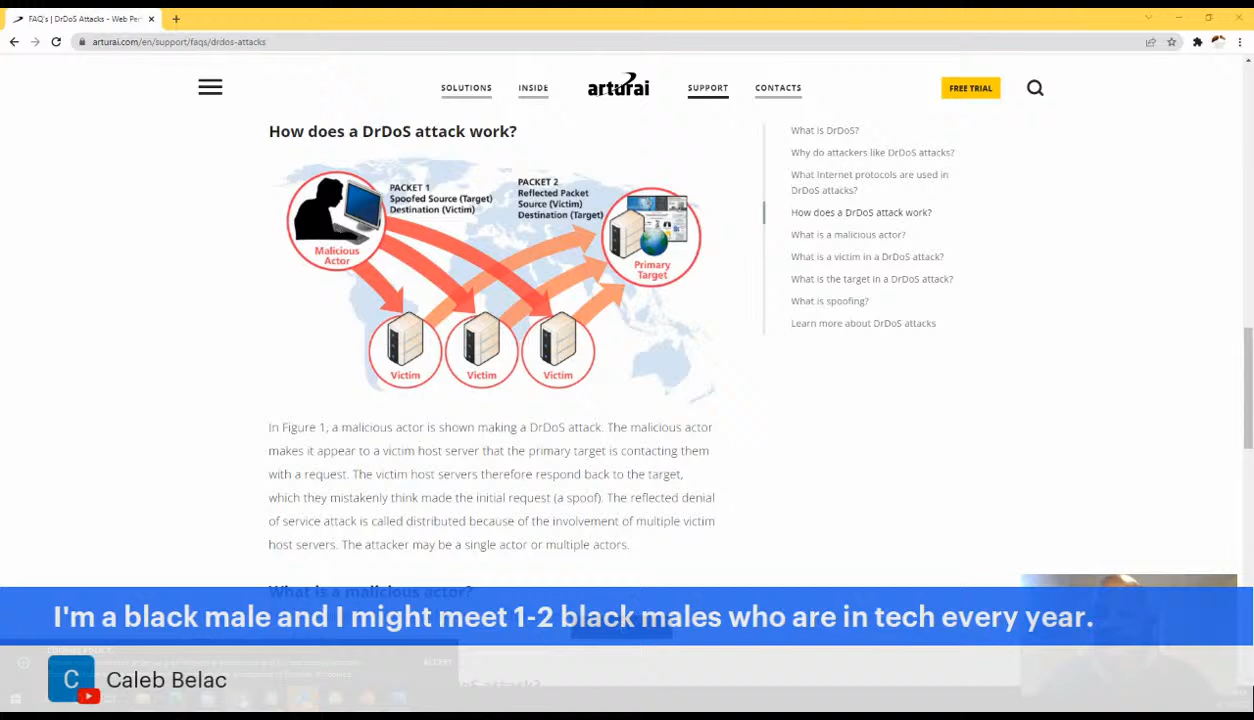 FAQ's | DrDoS Attacks - Web Per
arturai.com/en/support/faqs/drdos-attacks
SOLUTIONS INSIDE arturai SUPPORT CONTACTS FREE TRIAL
How does a DrDoS attack work?
PACKET 1
Spoofed Source (Target)
Destination (Victim)
PACKET 2
Reflected Packet
Source (Victim)
Destination (Target)
Malicious
Actor
Primary
Target
Victim Victim Victim
In Figure 1, a malicious actor is shown making a DrDoS attack. The malicious actor
makes it appear to a victim host server that the primary target is contacting them
with a request. The victim host servers therefore respond back to the target,
which they mistakenly think made the initial request (a spoof). The reflected denial
of service attack is called distributed because of the involvement of multiple victim
host servers. The attacker may be a single actor or multiple actors.
What is a malicious actor?
What is DrDoS?
Why do attackers like DrDoS attacks?
What Internet protocols are used in
DrDoS attacks?
How does a DrDoS attack work?
What is a malicious actor?
What is a victim in a DrDoS attack?
What is the target in a DrDoS attack?
What is spoofing?
Learn more about DrDoS attacks
I'm a black male and I might meet 1-2 black males who are in tech every year.
ACCEPT
C
Caleb Belac